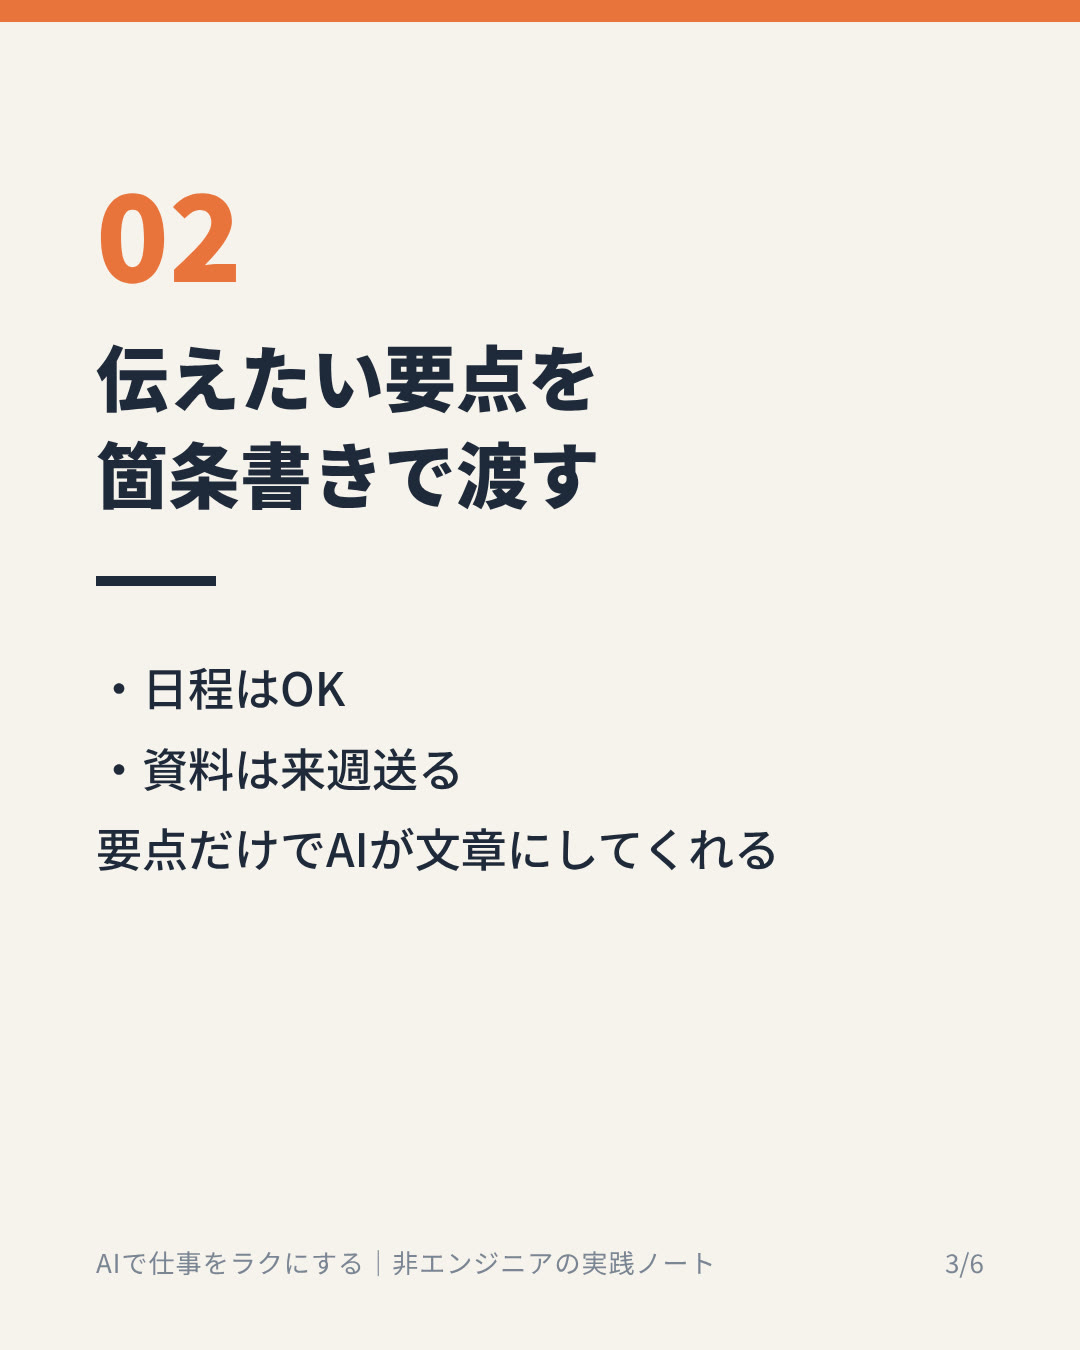 02
伝えたい要点を
箇条書きで渡す
・日程はOK
・資料は来週送る
要点だけでAIが文章にしてくれる
AIで仕事をラクにする｜非エンジニアの実践ノート
3/6